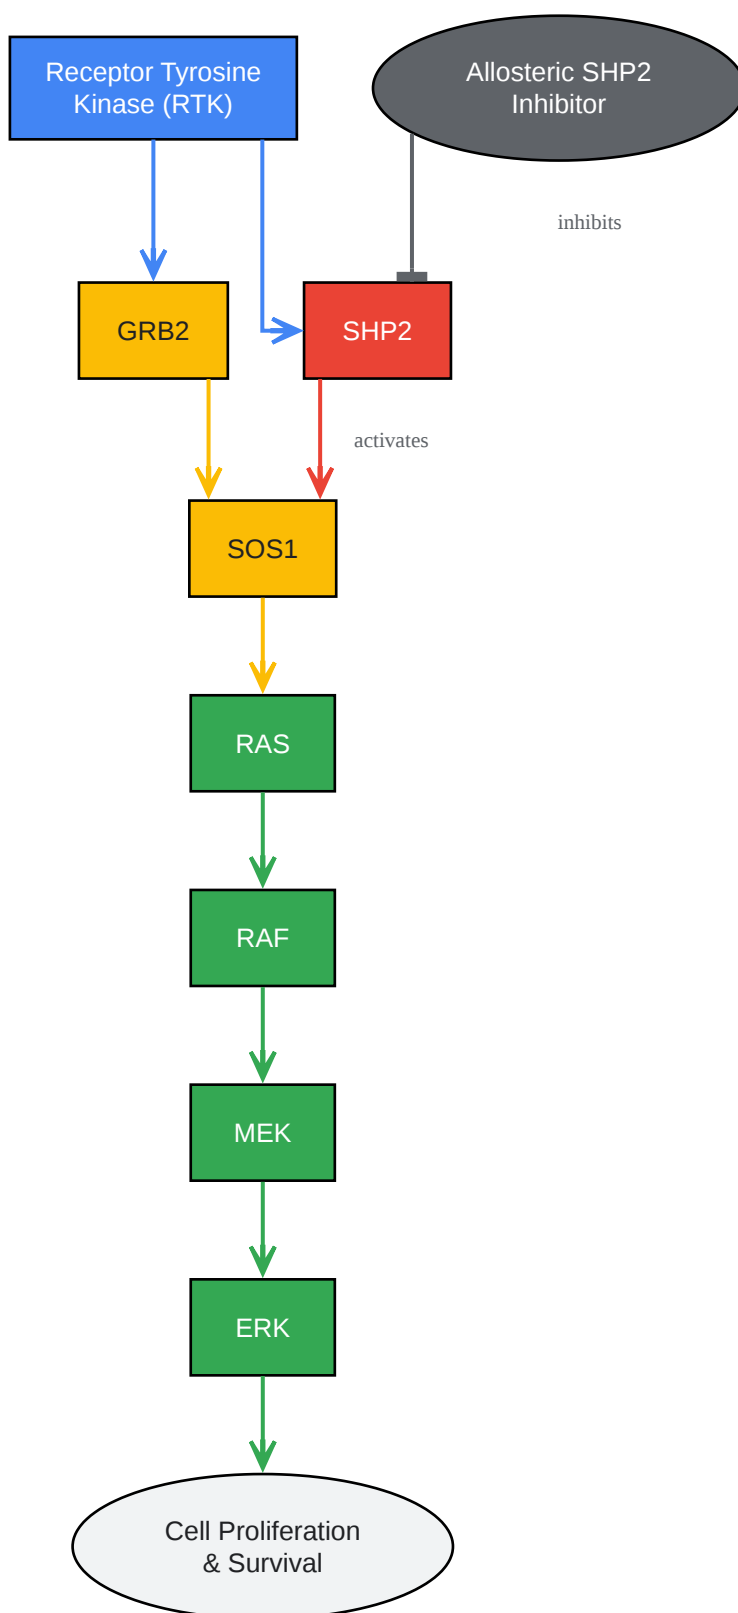 Receptor Tyrosine
Kinase (RTK)
Allosteric SHP2
Inhibitor
inhibits
GRB2
SHP2
activates
SOS1
RAS
RAF
MEK
ERK
Cell Proliferation
& Survival